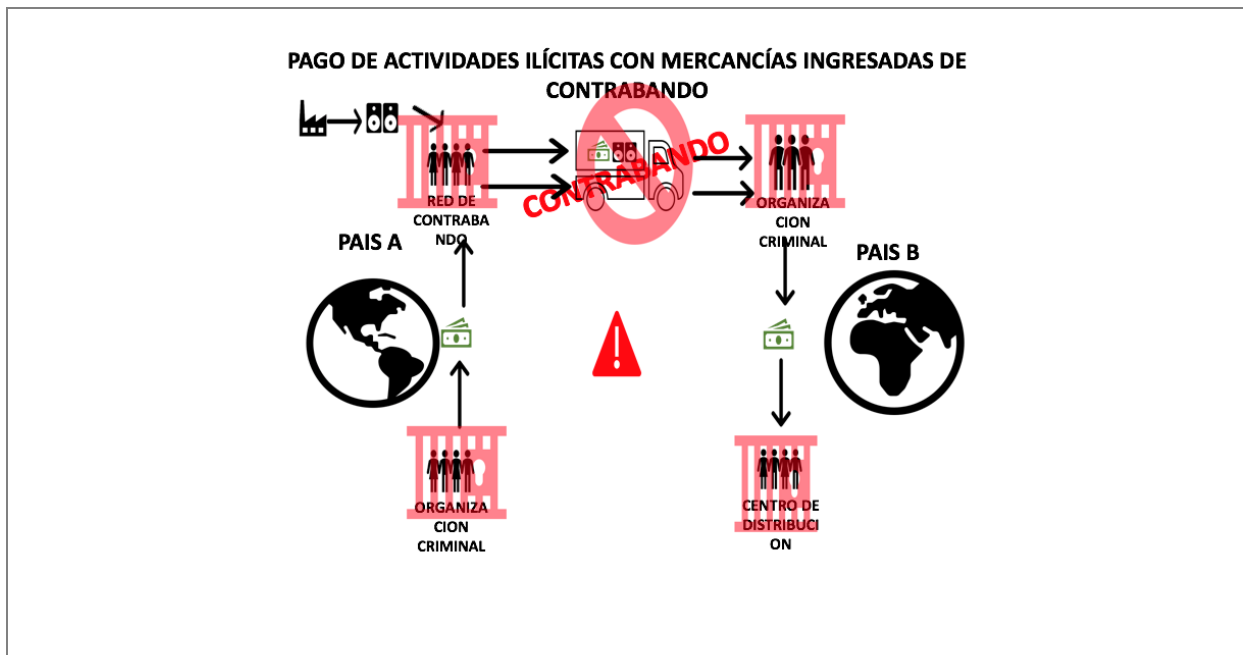 PAGO DE ACTIVIDADES ILÍCITAS CON MERCANCÍAS INGRESADAS DE
CONTRABANDO
CONTRABANDO
RED DE
CONTRABA
NDO
ORGANIZA
CION
CRIMINAL
PAIS A
PAIS B
ORGANIZA
CION
CRIMINAL
CENTRO DE
DISTRIBUCI
ON